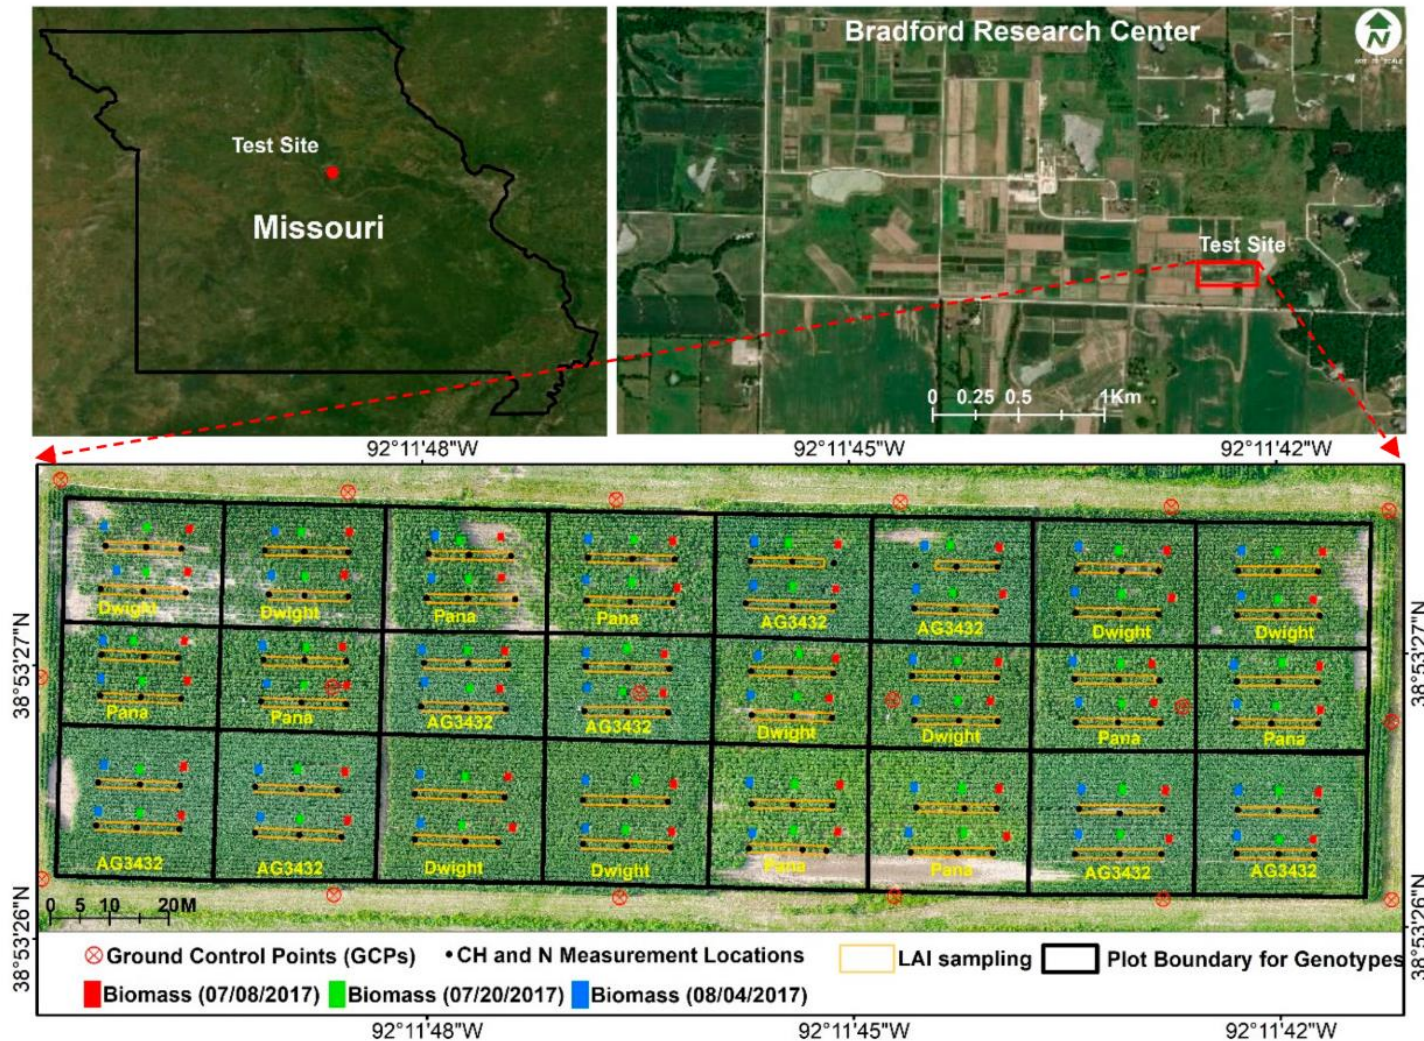 Bradford Research Center
N
Test Site
Missouri
Test Site
0 0.25 0.5 1Km
92°11'48"W 92°11'45"W 92°11'42"W
38°53'27"N
38°53'27"N
Dwight Dwight Pana Pana AG3432 AG3432 Dwight Dwight
Pana Pana AG3432 AG3432 Dwight Dwight Pana Pana
AG3432 AG3432 Dwight Dwight Pana Pana AG3432 AG3432
0 5 10 20M
38°53'26"N
38°53'26"N
Ground Control Points (GCPs) CH and N Measurement Locations LAI sampling Plot Boundary for Genotypes
Biomass (07/08/2017) Biomass (07/20/2017) Biomass (08/04/2017)
92°11'48"W 92°11'45"W 92°11'42"W